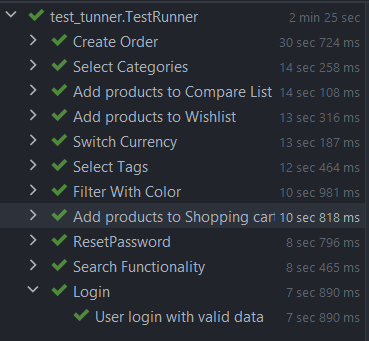 test_tunner.TestRunner 2 min 25 sec
Create Order 30 sec 724 ms
Select Categories 14 sec 258 ms
Add products to Compare List 14 sec 108 ms
Add products to Wishlist 13 sec 316 ms
Switch Currency 13 sec 187 ms
Select Tags 12 sec 464 ms
Filter With Color 10 sec 981 ms
Add products to Shopping cart 10 sec 818 ms
ResetPassword 8 sec 796 ms
Search Functionality 8 sec 465 ms
Login 7 sec 890 ms
User login with valid data 7 sec 890 ms